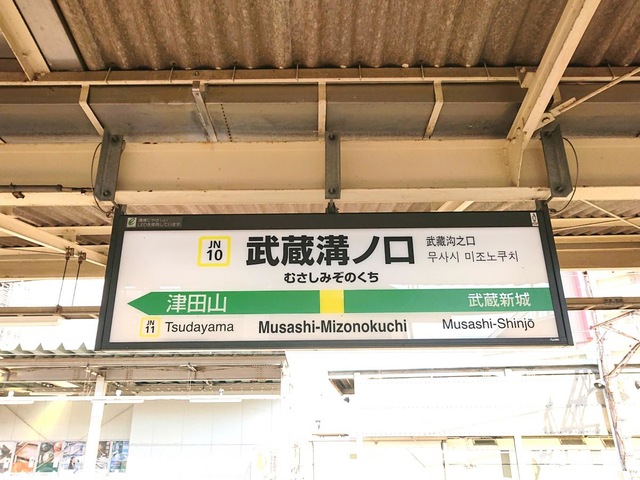 JN
10
武蔵溝ノ口
むさしみぞのくち
武藏沟之口
무사시 미조노쿠치
津田山
武蔵新城
JN
11
Tsudayama
Musashi-Mizonokuchi
Musashi-Shinjō